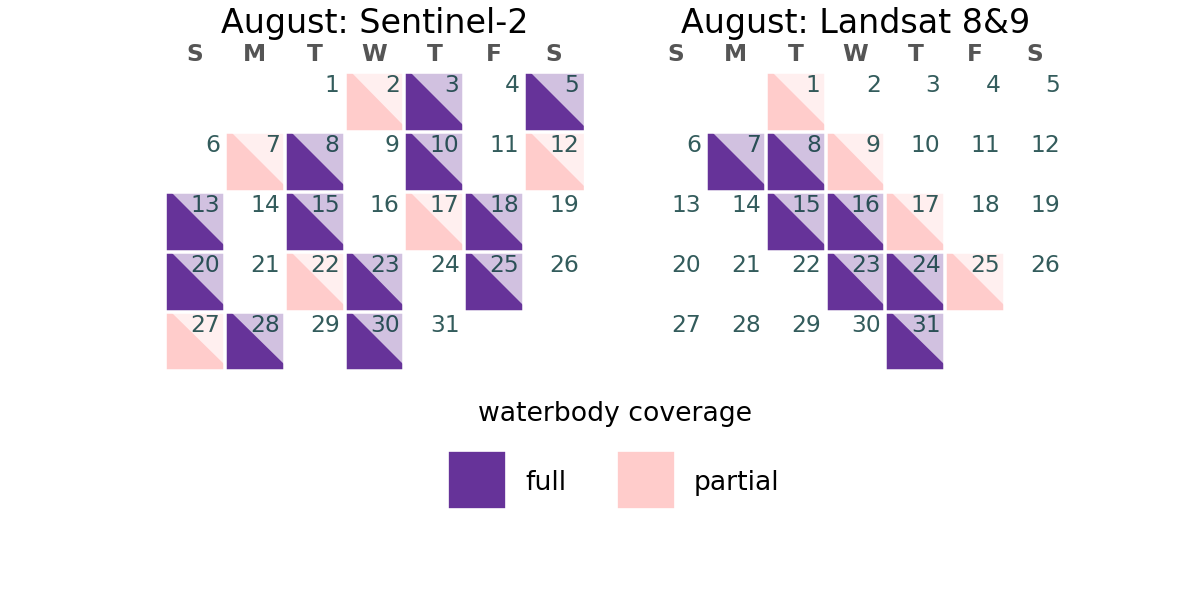 August: Sentinel-2
S M T W T F S
1 2 3 4 5
6 7 8 9 10 11 12
13 14 15 16 17 18 19
20 21 22 23 24 25 26
27 28 29 30 31
August: Landsat 8&9
S M T W T F S
1 2 3 4 5
6 7 8 9 10 11 12
13 14 15 16 17 18 19
20 21 22 23 24 25 26
27 28 29 30 31
waterbody coverage
full partial